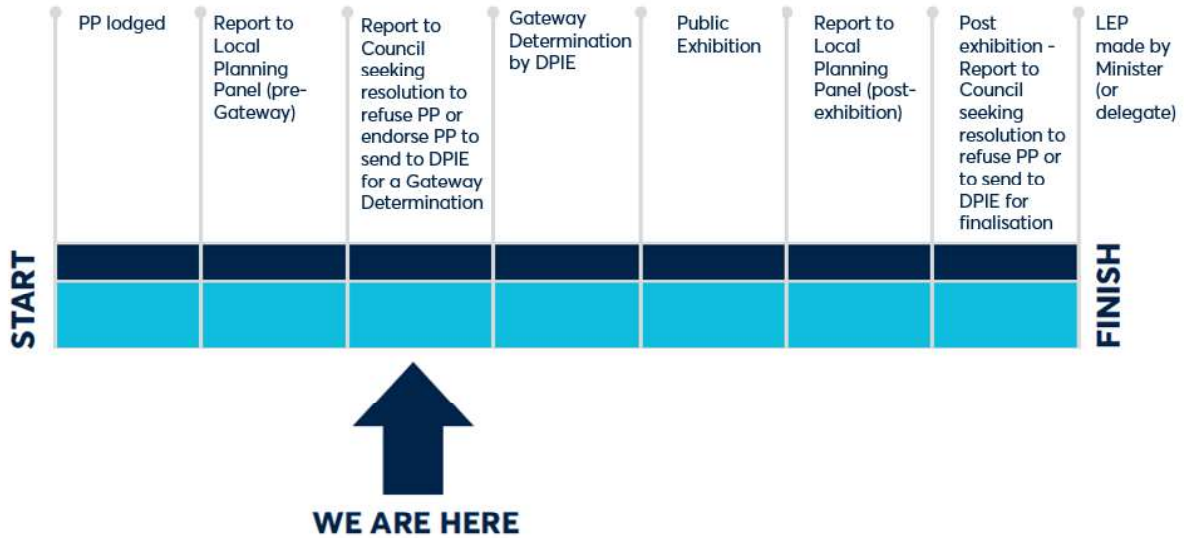 PP lodged
Report to
Local
Planning
Panel (pre-
Gateway)
Report to
Council
seeking
resolution to
refuse PP or
endorse PP to
send to DPIE
for a Gateway
Determination
Gateway
Determination
by DPIE
Public
Exhibition
Report to
Local
Planning
Panel (post-
exhibition)
Post
exhibition -
Report to
Council
seeking
resolution to
refuse PP or
to send to
DPIE for
finalisation
LEP
made by
Minister
(or
delegate)
START
FINISH
WE ARE HERE